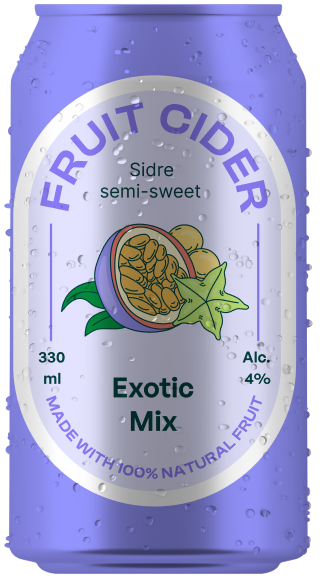 FRUIT CIDER
Sidre
semi-sweet
330
ml
Alc.
4%
Exotic
Mix
MADE WITH 100% NATURAL FRUIT